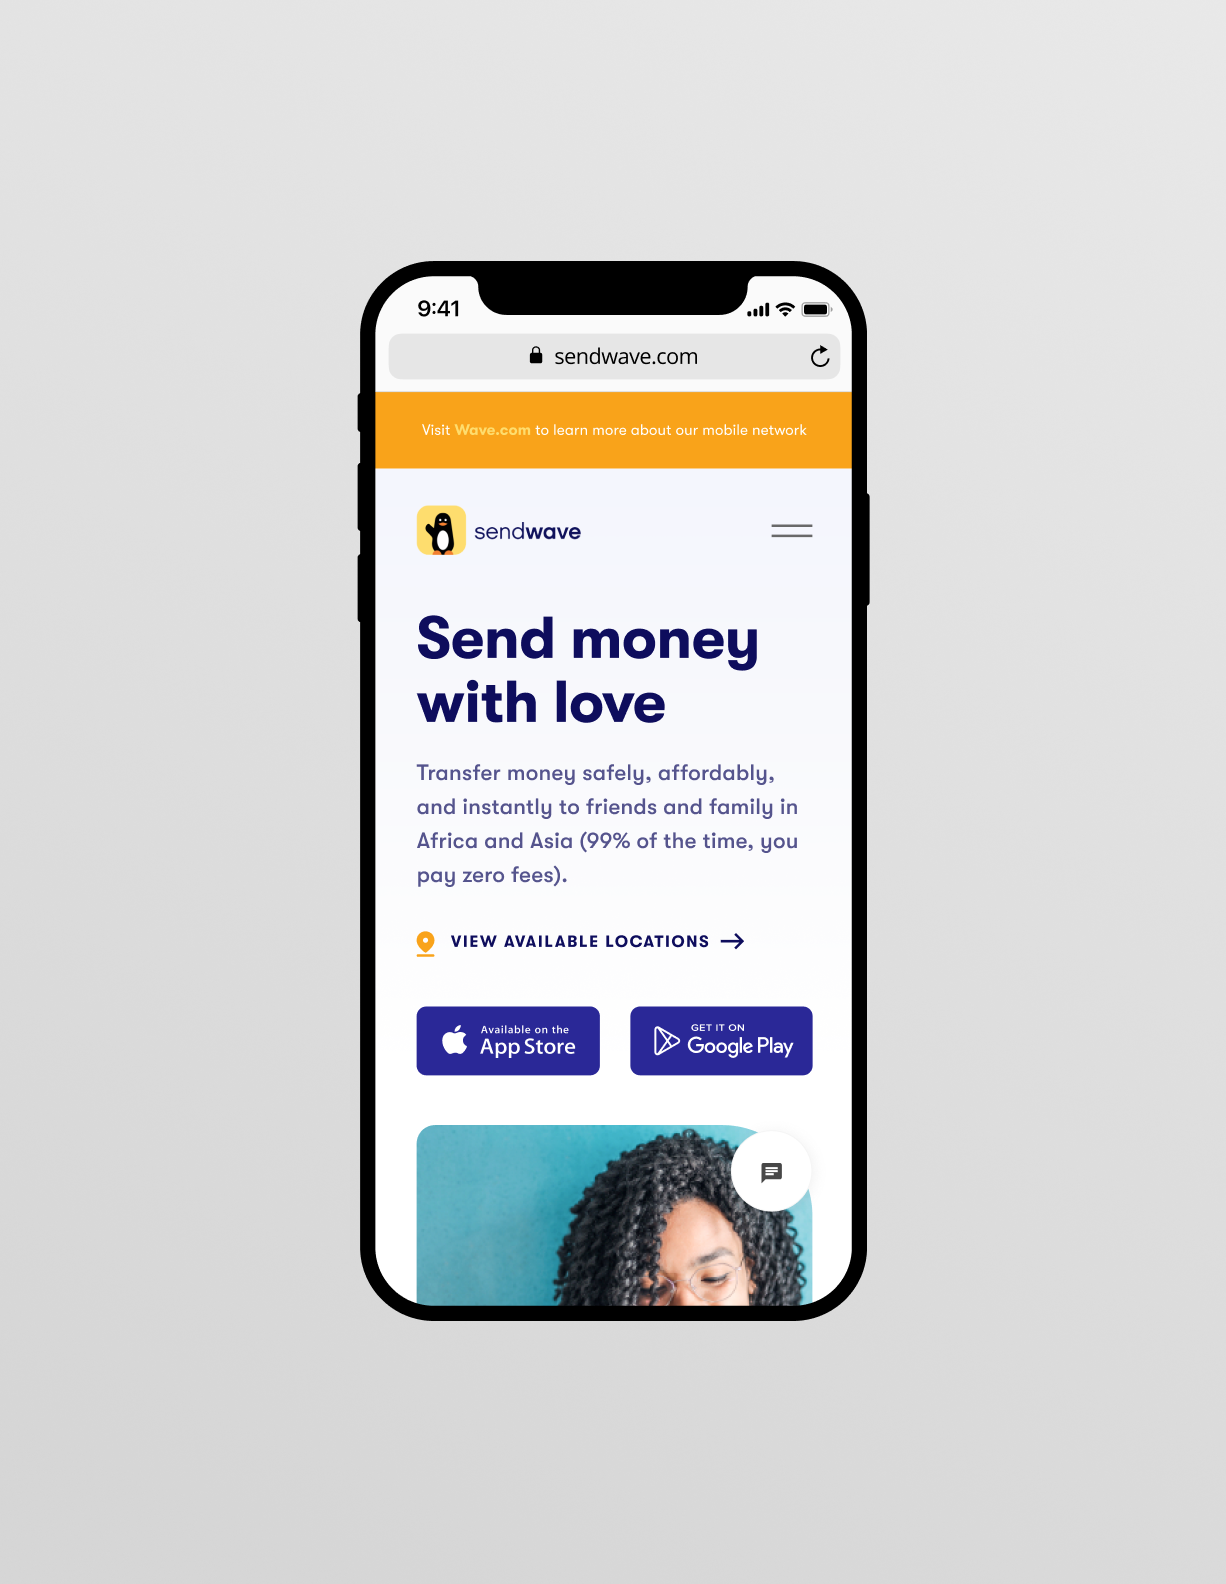 9:41
sendwave.com
Visit Wave.com to learn more about our mobile network
sendwave
Send money
with love
Transfer money safely, affordably,
and instantly to friends and family in
Africa and Asia (99% of the time, you
pay zero fees).
VIEW AVAILABLE LOCATIONS
Available on the
App Store
GET IT ON
Google Play